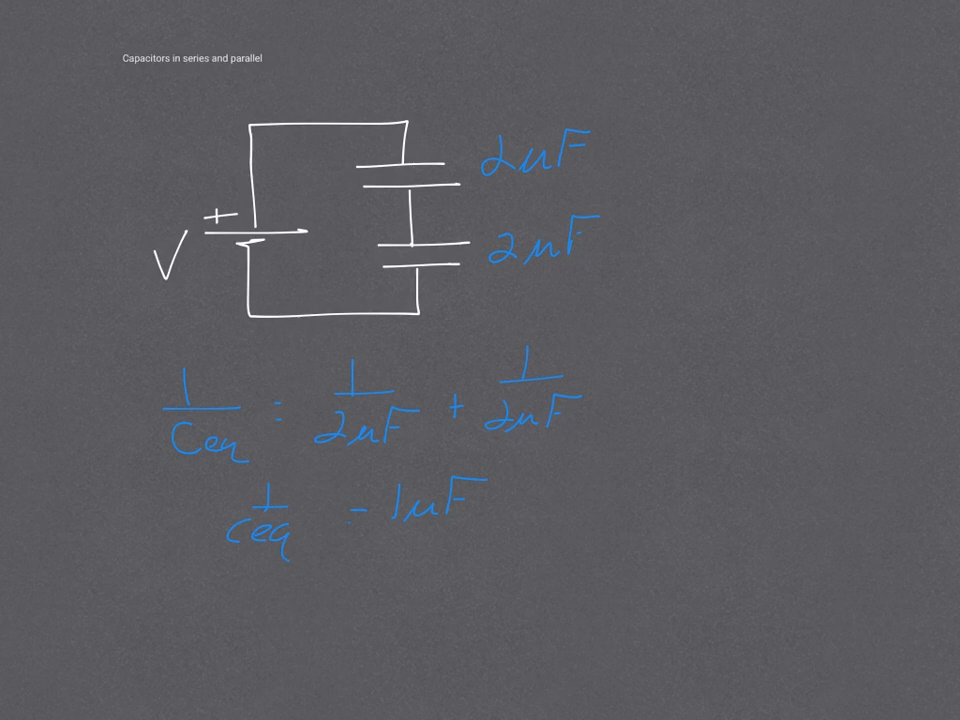 Capacitors in series and parallel
2uF
+
V
2uF
1/Ceq = 1/2uF + 1/2uF
1/Ceq = 1uF